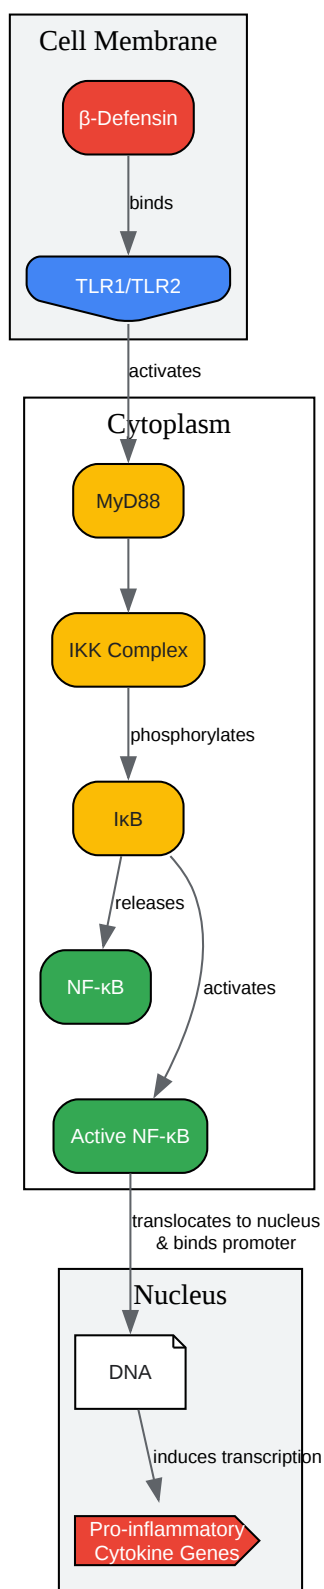 Cell Membrane
β-Defensin
binds
TLR1/TLR2
activates
Cytoplasm
MyD88
IKK Complex
phosphorylates
IκB
releases
NF-κB
activates
Active NF-κB
translocates to nucleus
& binds promoter
Nucleus
DNA
induces transcription
Pro-inflammatory
Cytokine Genes